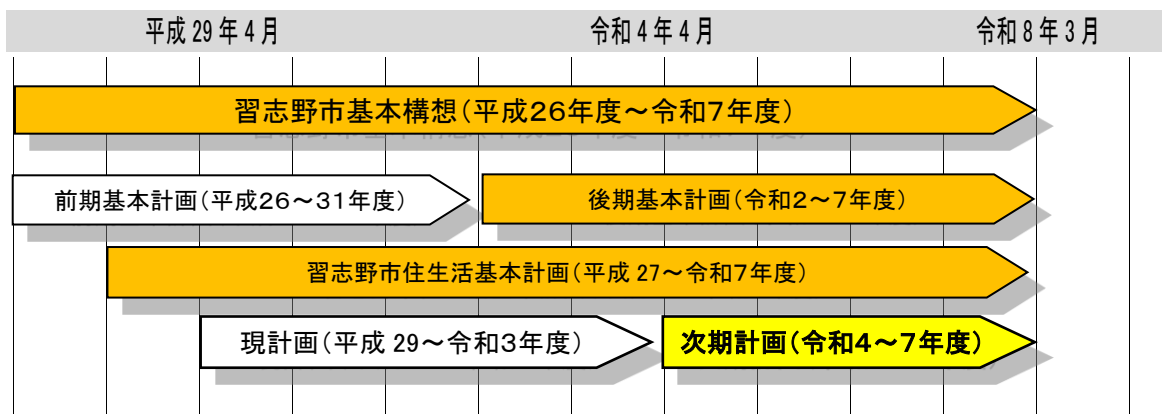 平成29年4月 令和4年4月 令和8年3月
習志野市基本構想（平成２６年度～令和７年度）
前期基本計画（平成２６～３１年度） 後期基本計画（令和２～７年度）
習志野市住生活基本計画（平成 27～令和７年度）
現計画（平成 29～令和３年度） 次期計画（令和４～７年度）